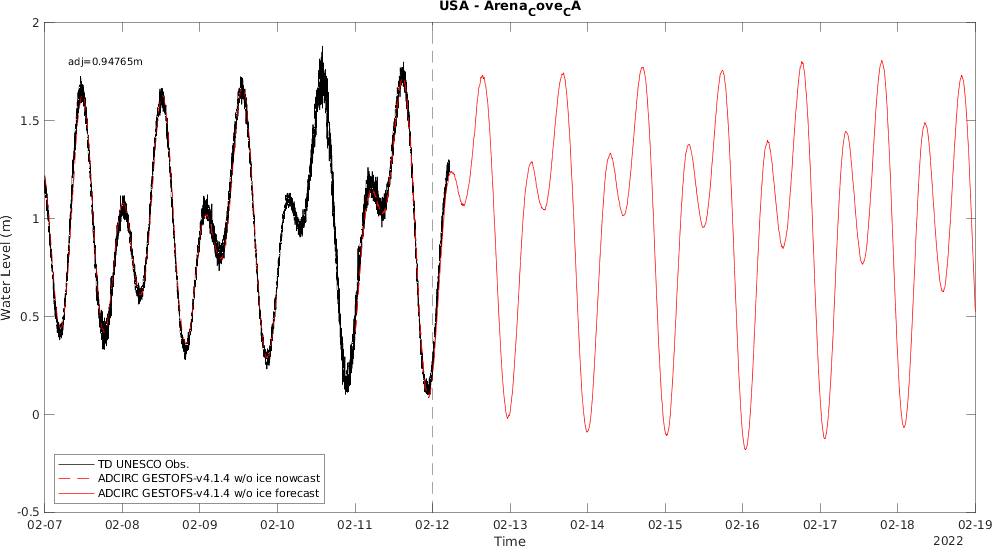 USA - ArenaCoveCA
adj=0.94765m
2
1.5
1
0.5
0
-0.5
Water Level (m)
TD UNESCO Obs.
ADCIRC GESTOFS-v4.1.4 w/o ice nowcast
ADCIRC GESTOFS-v4.1.4 w/o ice forecast
02-07 02-08 02-09 02-10 02-11 02-12 02-13 02-14 02-15 02-16 02-17 02-18 02-19
Time
2022